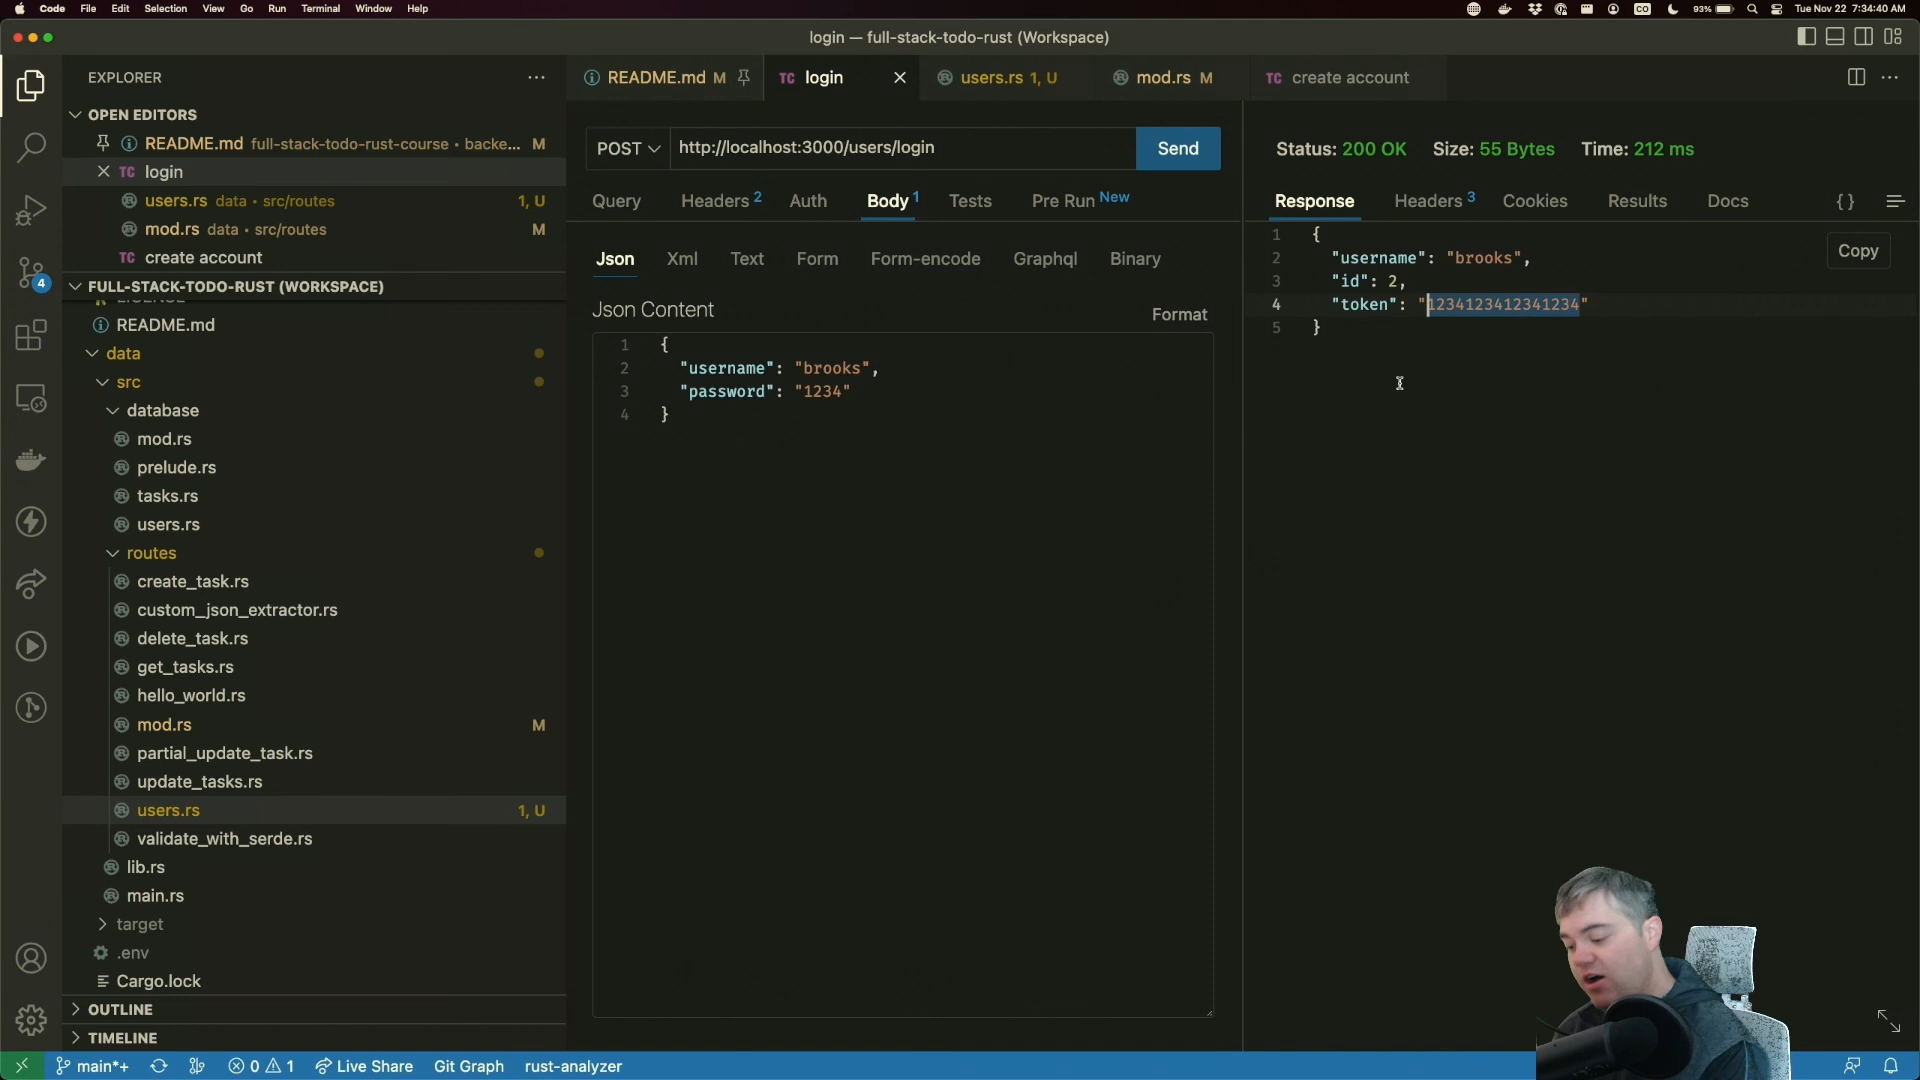 Code File Edit Selection View Go Run Terminal Window Help
CO 93% Tue Nov 22 7:34:40 AM
login — full-stack-todo-rust (Workspace)
EXPLORER
README.md M
TC login
users.rs 1, U
mod.rs M
TC create account
OPEN EDITORS
README.md full-stack-todo-rust-course • backe... M
TC login
users.rs data • src/routes 1, U
mod.rs data • src/routes M
TC create account
FULL-STACK-TODO-RUST (WORKSPACE)
LICENSE
README.md
data
src
database
mod.rs
prelude.rs
tasks.rs
users.rs
routes
create_task.rs
custom_json_extractor.rs
delete_task.rs
get_tasks.rs
hello_world.rs
mod.rs M
partial_update_task.rs
update_tasks.rs
users.rs 1, U
validate_with_serde.rs
lib.rs
main.rs
target
.env
Cargo.lock
OUTLINE
TIMELINE
4
POST http://localhost:3000/users/login Send
Query Headers 2 Auth Body 1 Tests Pre Run New
Json Xml Text Form Form-encode Graphql Binary
Json Content
Format
1 {
2 "username": "brooks",
3 "password": "1234"
4 }
Status: 200 OK Size: 55 Bytes Time: 212 ms
Response Headers 3 Cookies Results Docs {}
Copy
1 {
2 "username": "brooks",
3 "id": 2,
4 "token": "1234123412341234"
5 }
main*+ 0 1 Live Share Git Graph rust-analyzer